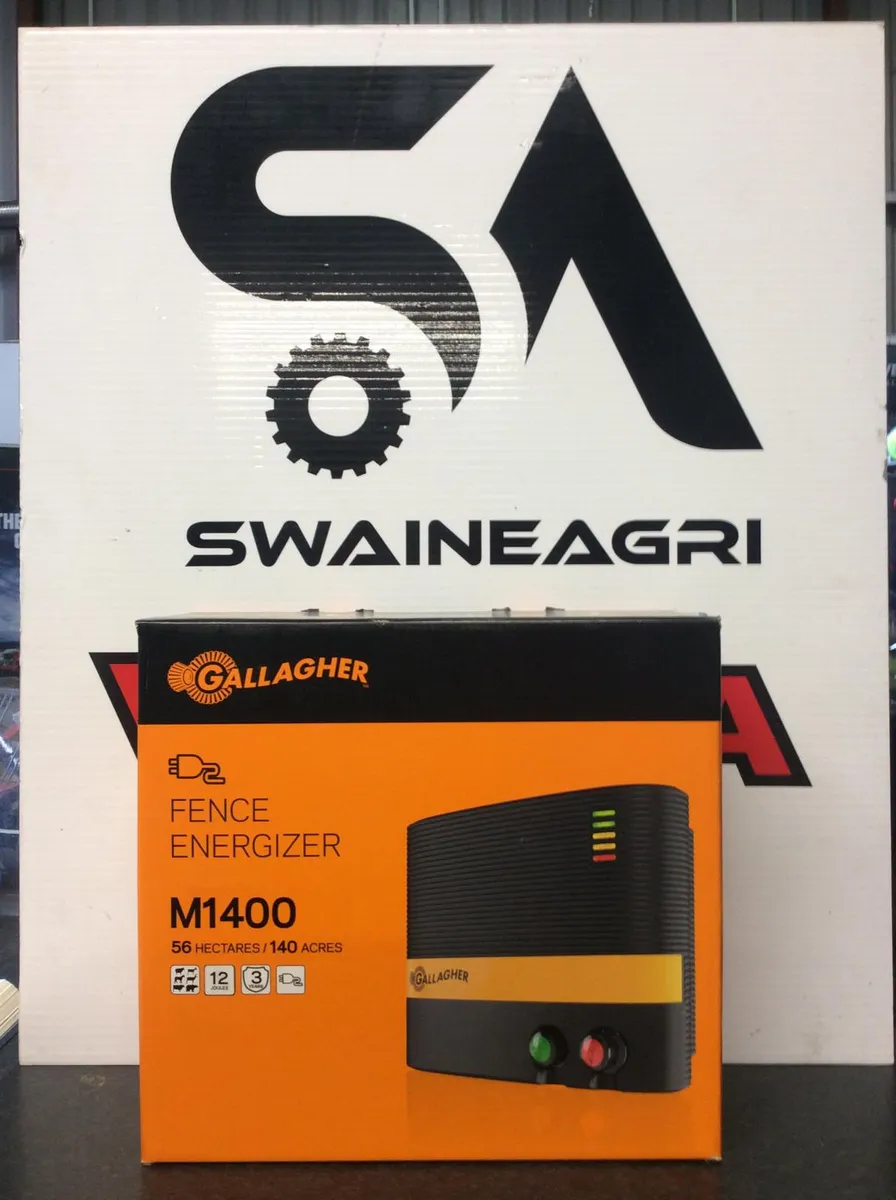 SA
SWAINEAGRI
GALLAGHER
FENCE
ENERGIZER
M1400
56 HECTARES / 140 ACRES
12
JOULES
3
YEARS
GALLAGHER